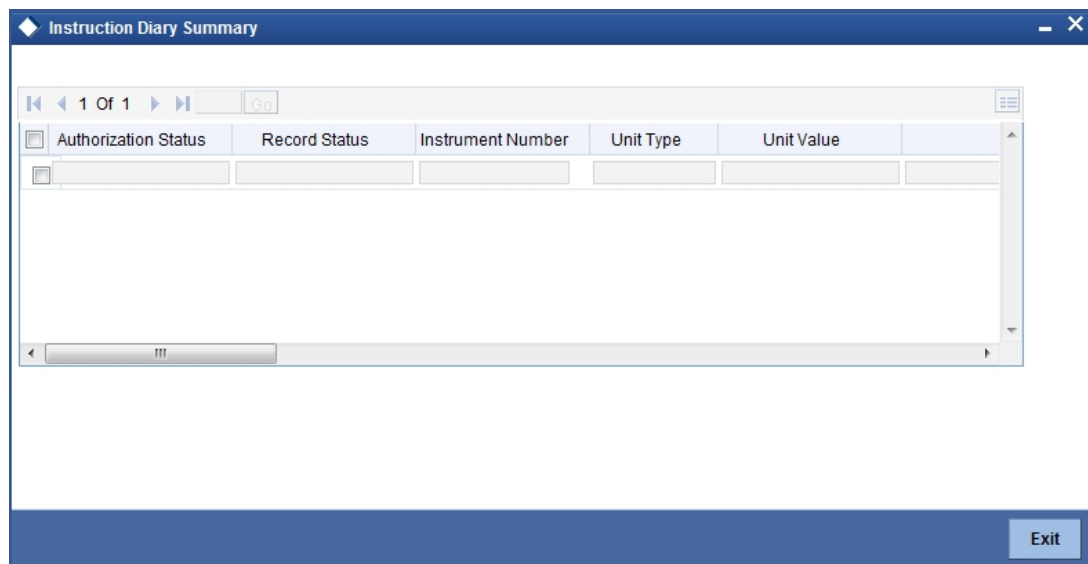 Instruction Diary Summary
1 Of 1 Go
Authorization Status Record Status Instrument Number Unit Type Unit Value
Exit